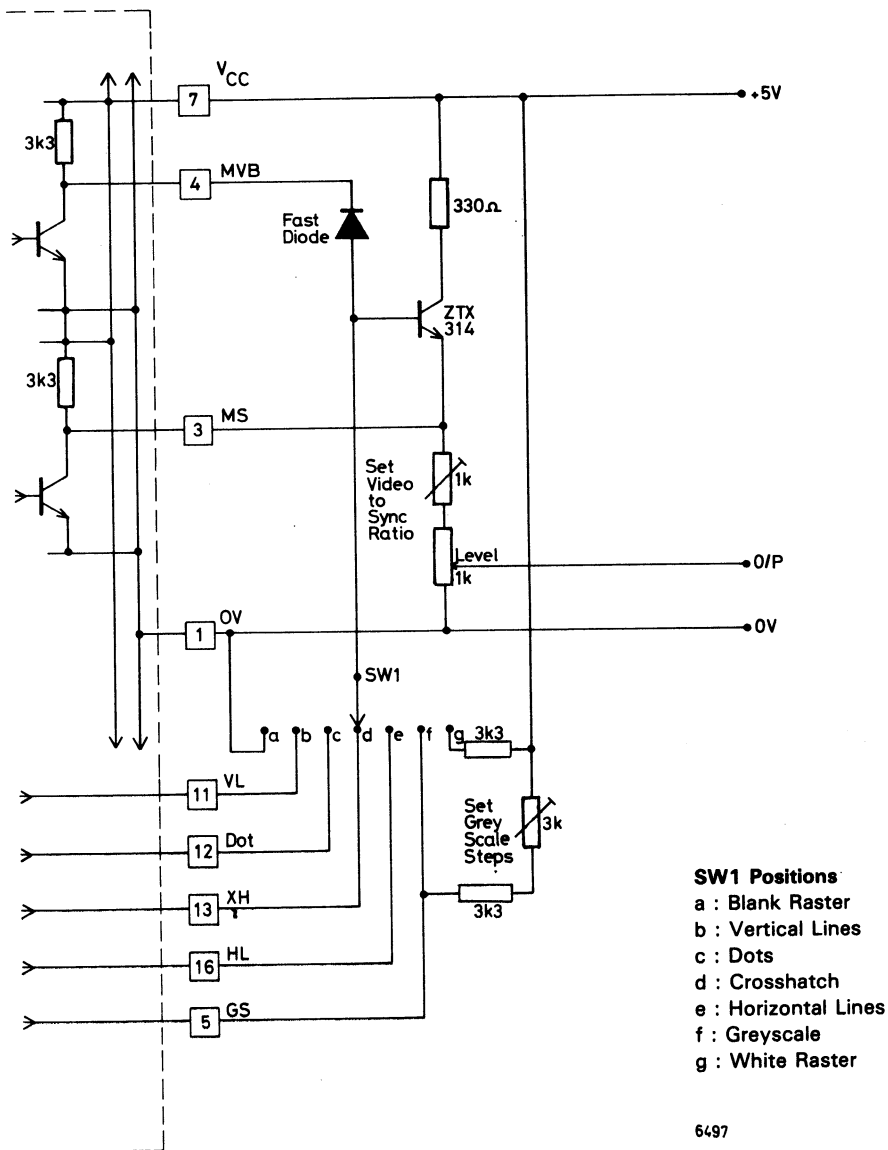 VCC
7
+5V
3k3
4
MVB
Fast
Diode
330Ω
ZTX
314
3k3
3
MS
Set
Video
to
Sync
Ratio
1k
Level
1k
O/P
1
OV
OV
SW1
a
b
c
d
e
f
g
3k3
11
VL
Set
Grey
Scale
Steps
3k
12
Dot
13
XH
3k3
16
HL
5
GS
SW1 Positions
a : Blank Raster
b : Vertical Lines
c : Dots
d : Crosshatch
e : Horizontal Lines
f : Greyscale
g : White Raster
6497